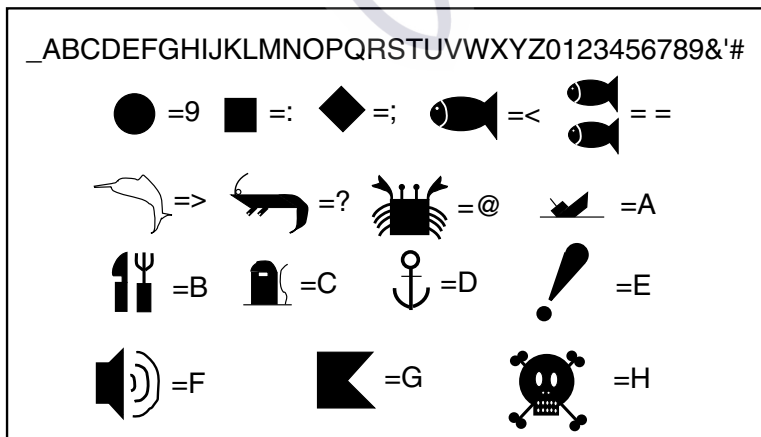 _ABCDEFGHIJKLMNOPQRSTUVWXYZ0123456789&'#
=9 =: =; =< = =
=> =? =@ =A
=B =C =D =E
=F =G =H